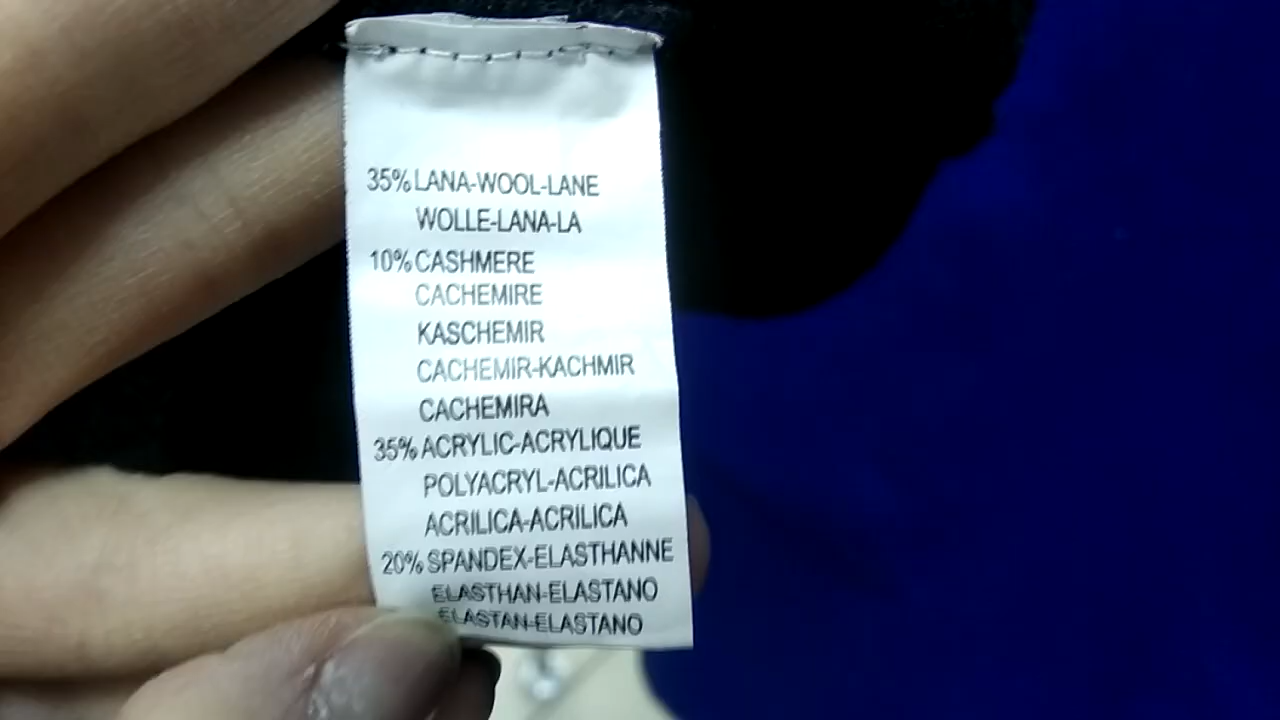 35% LANA-WOOL-LANE
WOLLE-LANA-LA
10% CASHMERE
CACHEMIRE
KASCHEMIR
CACHEMIR-KACHMIR
CACHEMIRA
35% ACRYLIC-ACRYLIQUE
POLYACRYL-ACRILICA
ACRILICA-ACRILICA
20% SPANDEX-ELASTHANNE
ELASTHAN-ELASTANO
ELASTAN-ELASTANO